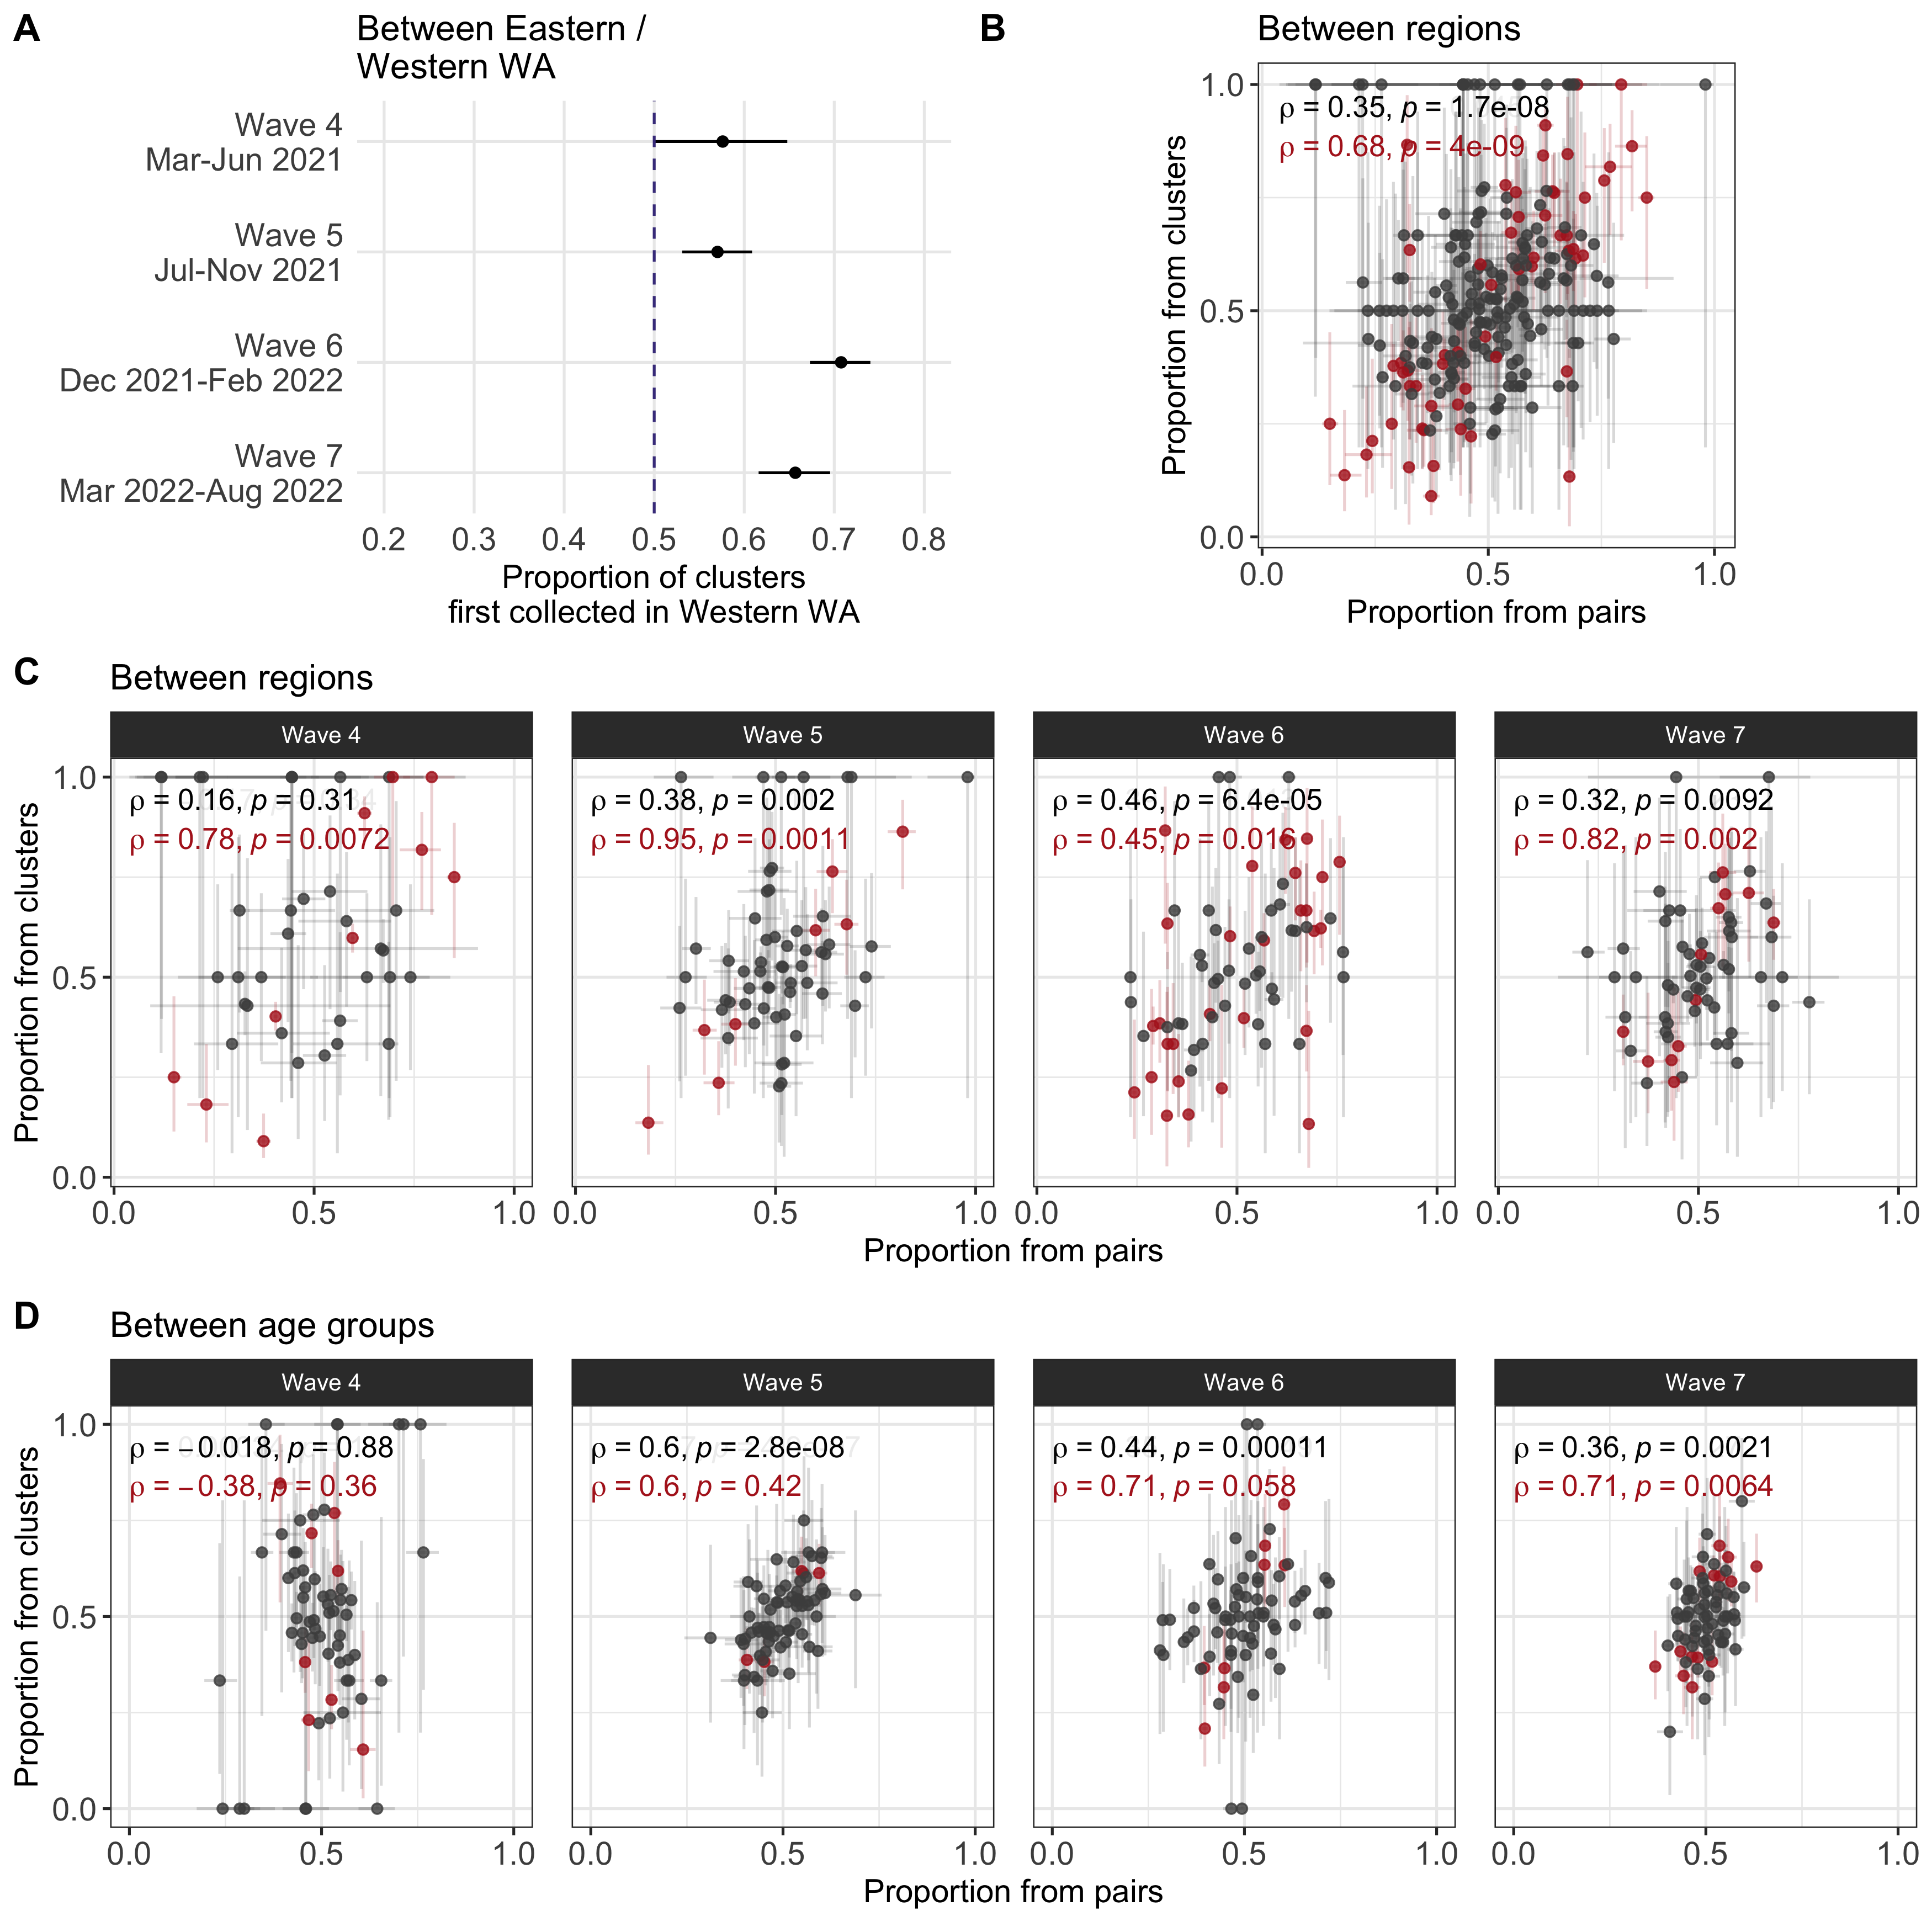 A
Between Eastern /
Western WA
Wave 4
Mar-Jun 2021
Wave 5
Jul-Nov 2021
Wave 6
Dec 2021-Feb 2022
Wave 7
Mar 2022-Aug 2022
0.2 0.3 0.4 0.5 0.6 0.7 0.8
Proportion of clusters
first collected in Western WA
B
Between regions
Proportion from clusters
1.0
0.5
0.0
ρ = 0.35, p = 1.7e-08
ρ = 0.68, p = 4e-09
0.0 0.5 1.0
Proportion from pairs
C
Between regions
Wave 4 Wave 5 Wave 6 Wave 7
Proportion from clusters
1.0
0.5
0.0
ρ = 0.16, p = 0.31
ρ = 0.78, p = 0.0072
ρ = 0.38, p = 0.002
ρ = 0.95, p = 0.0011
ρ = 0.46, p = 6.4e-05
ρ = 0.45, p = 0.016
ρ = 0.32, p = 0.0092
ρ = 0.82, p = 0.002
0.0 0.5 1.0 0.0 0.5 1.0 0.0 0.5 1.0 0.0 0.5 1.0
Proportion from pairs
D
Between age groups
Wave 4 Wave 5 Wave 6 Wave 7
Proportion from clusters
1.0
0.5
0.0
ρ = −0.018, p = 0.88
ρ = −0.38, p = 0.36
ρ = 0.6, p = 2.8e-08
ρ = 0.6, p = 0.42
ρ = 0.44, p = 0.00011
ρ = 0.71, p = 0.058
ρ = 0.36, p = 0.0021
ρ = 0.71, p = 0.0064
0.0 0.5 1.0 0.0 0.5 1.0 0.0 0.5 1.0 0.0 0.5 1.0
Proportion from pairs